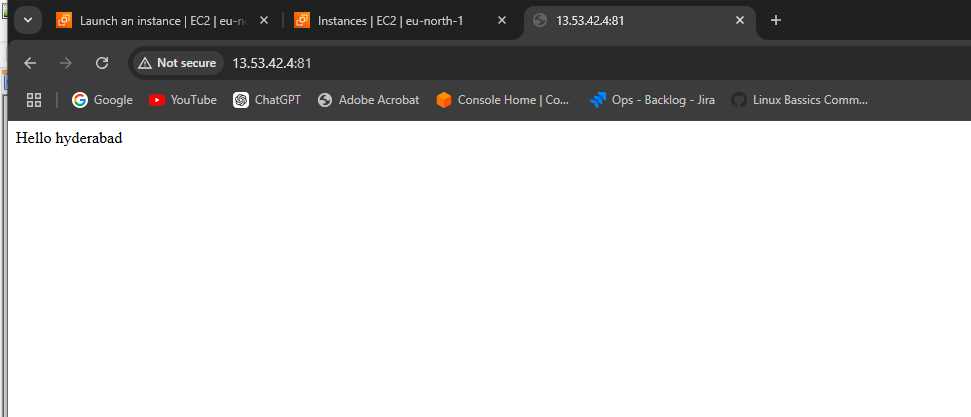 Launch an instance | EC2 | eu-no
Instances | EC2 | eu-north-1
13.53.42.4:81
Not secure
13.53.42.4:81
Google
YouTube
ChatGPT
Adobe Acrobat
Console Home | Co...
Ops - Backlog - Jira
Linux Bassics Comm...
Hello hyderabad